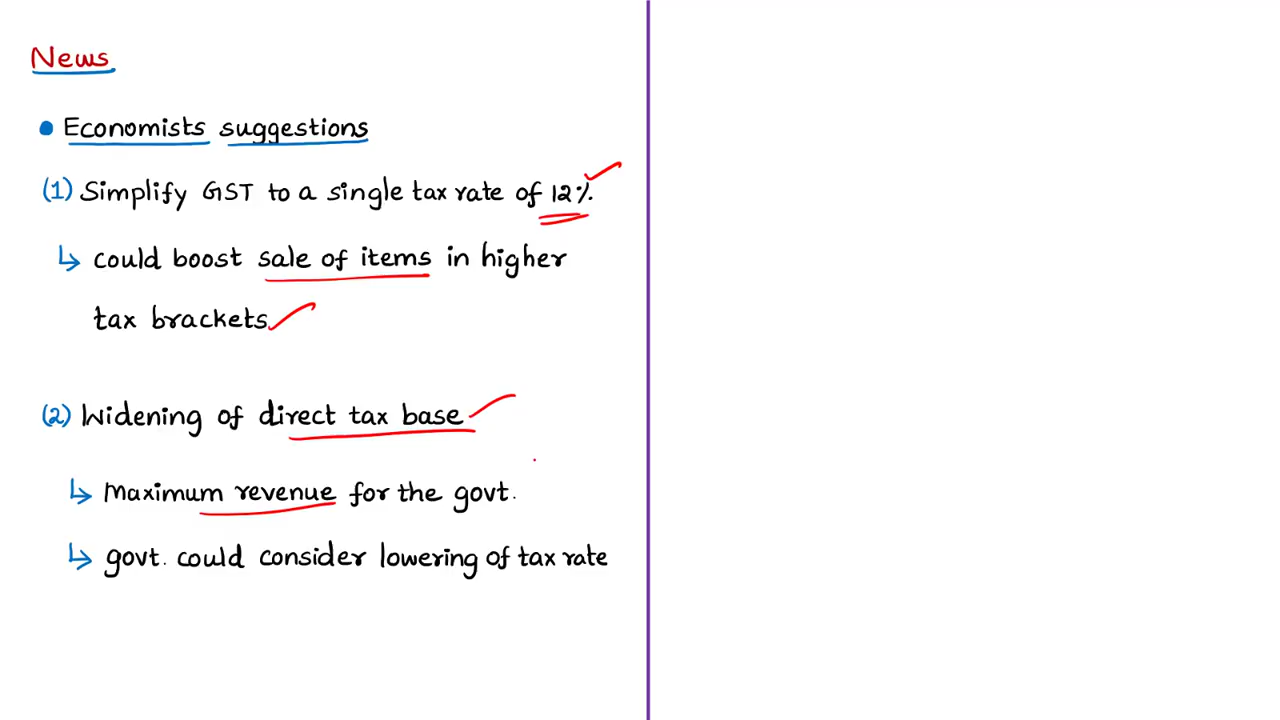 News
• Economists suggestions
(1) Simplify GST to a single tax rate of 12%.
↳ could boost sale of items in higher
tax brackets
(2) Widening of direct tax base
↳ Maximum revenue for the govt.
↳ govt. could consider lowering of tax rate